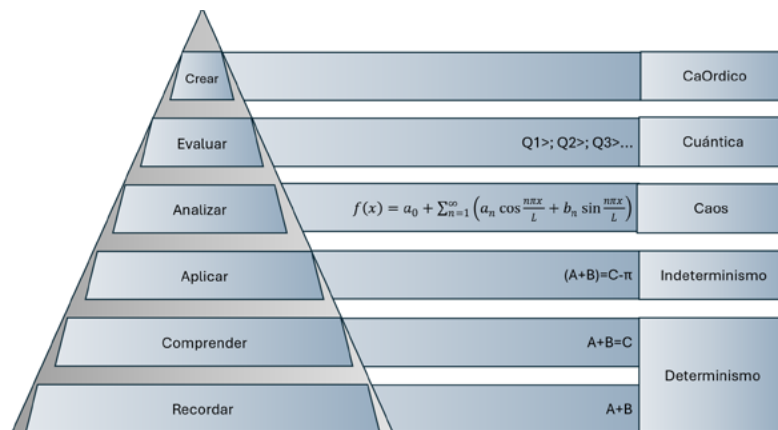 Crear
CaOrdico
Evaluar
Q1>; Q2>; Q3>...
Cuántica
Analizar
f(x) = a₀ + ∑ₙ₌₁^∞ (aₙ cos nπx/L + bₙ sin nπx/L)
Caos
Aplicar
(A+B)=C-π
Indeterminismo
Comprender
A+B=C
Determinismo
Recordar
A+B